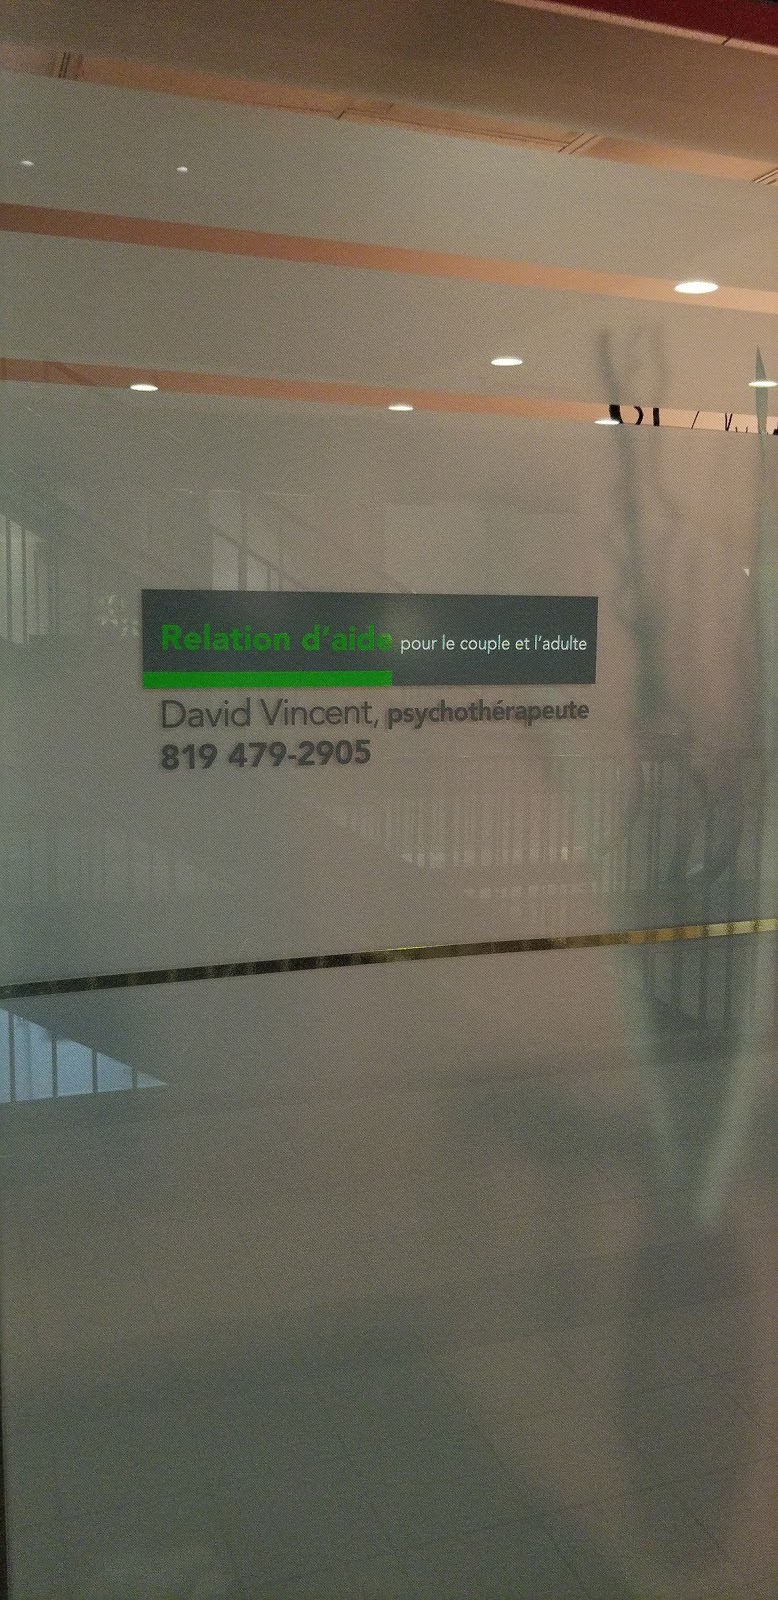 Relation d'aide pour le couple et l'adulte
David Vincent, psychothérapeute
819 479-2905